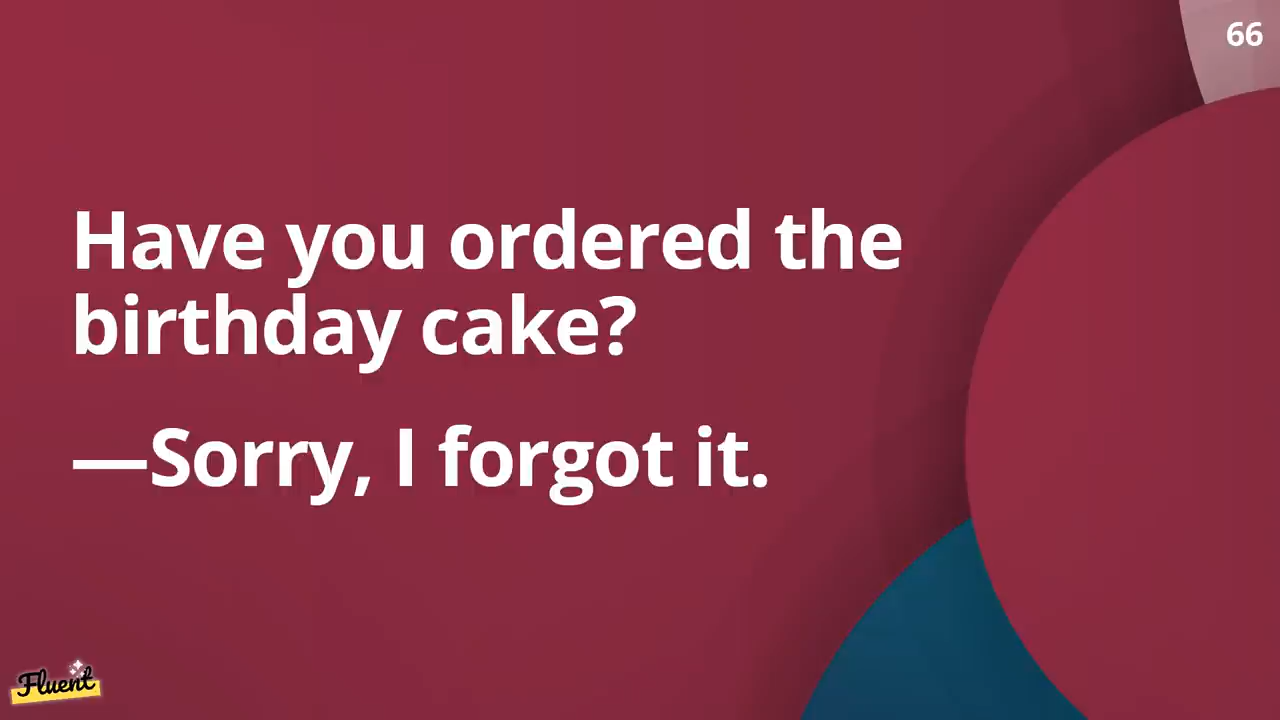 66
Have you ordered the
birthday cake?
—Sorry, I forgot it.
Fluent